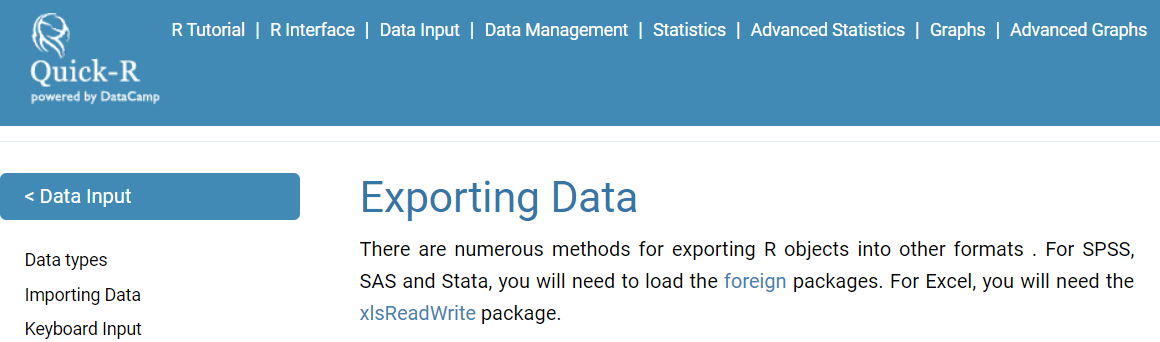 R Tutorial | R Interface | Data Input | Data Management | Statistics | Advanced Statistics | Graphs | Advanced Graphs
Quick-R
powered by DataCamp
< Data Input
Data types
Importing Data
Keyboard Input
Exporting Data
There are numerous methods for exporting R objects into other formats . For SPSS,
SAS and Stata, you will need to load the foreign packages. For Excel, you will need the
xlsReadWrite package.